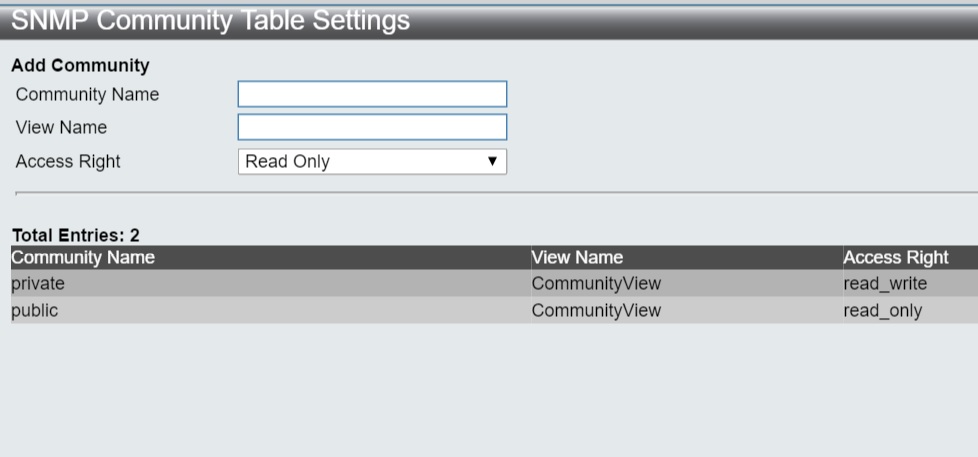 SNMP Community Table Settings
Add Community
Community Name
View Name
Access Right Read Only
Total Entries: 2
Community Name View Name Access Right
private CommunityView read_write
public CommunityView read_only